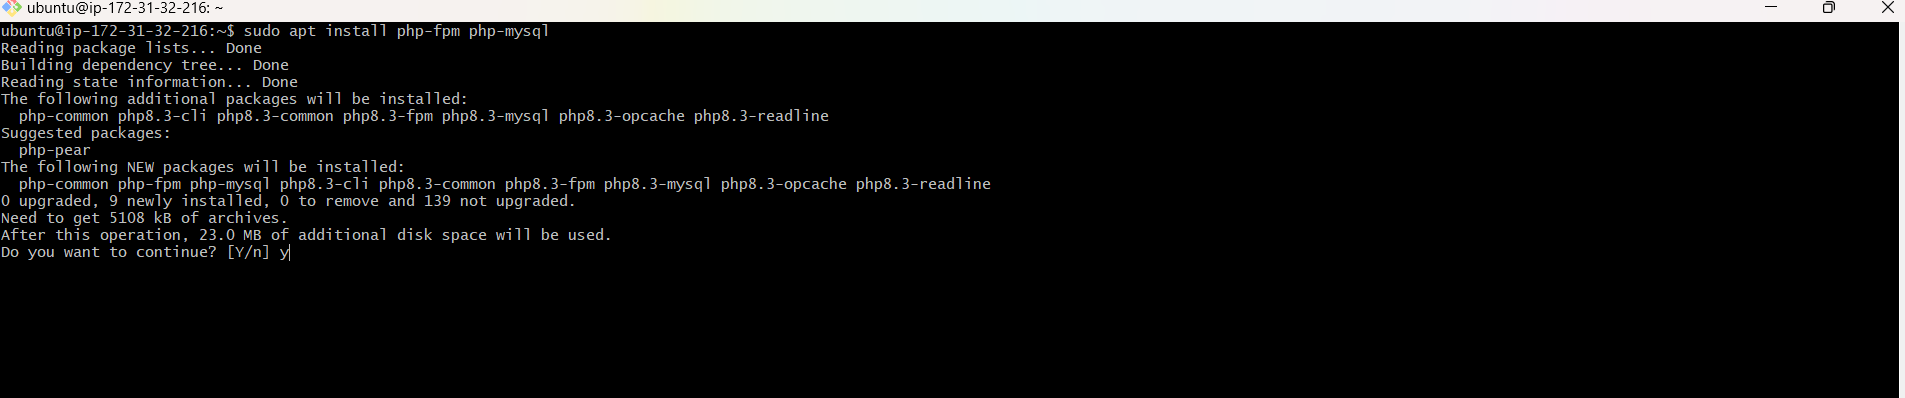 ubuntu@ip-172-31-32-216: ~
ubuntu@ip-172-31-32-216:~$ sudo apt install php-fpm php-mysql
Reading package lists... Done
Building dependency tree... Done
Reading state information... Done
The following additional packages will be installed:
  php-common php8.3-cli php8.3-common php8.3-fpm php8.3-mysql php8.3-opcache php8.3-readline
Suggested packages:
  php-pear
The following NEW packages will be installed:
  php-common php-fpm php-mysql php8.3-cli php8.3-common php8.3-fpm php8.3-mysql php8.3-opcache php8.3-readline
0 upgraded, 9 newly installed, 0 to remove and 139 not upgraded.
Need to get 5108 kB of archives.
After this operation, 23.0 MB of additional disk space will be used.
Do you want to continue? [Y/n] y